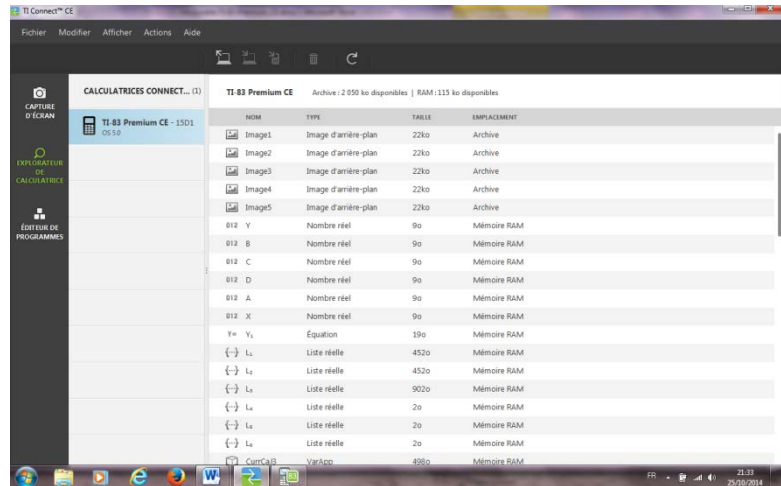 TI Connect™ CE
Fichier Modifier Afficher Actions Aide
CAPTURE
D'ÉCRAN
EXPLORATEUR
DE
CALCULATRICE
ÉDITEUR DE
PROGRAMMES
CALCULATRICES CONNECT... (1)
TI-83 Premium CE - 15D1
OS 5.0
TI-83 Premium CE Archive : 2 050 ko disponibles | RAM : 115 ko disponibles
NOM TYPE TAILLE EMPLACEMENT
Image1 Image d'arrière-plan 22ko Archive
Image2 Image d'arrière-plan 22ko Archive
Image3 Image d'arrière-plan 22ko Archive
Image4 Image d'arrière-plan 22ko Archive
Image5 Image d'arrière-plan 22ko Archive
012 Y Nombre réel 9o Mémoire RAM
012 B Nombre réel 9o Mémoire RAM
012 C Nombre réel 9o Mémoire RAM
012 D Nombre réel 9o Mémoire RAM
012 A Nombre réel 9o Mémoire RAM
012 X Nombre réel 9o Mémoire RAM
Y= Y₁ Équation 19o Mémoire RAM
{···} Liste réelle 452o Mémoire RAM
{···} Liste réelle 452o Mémoire RAM
{···} Liste réelle 902o Mémoire RAM
{···} Liste réelle 2o Mémoire RAM
{···} Liste réelle 2o Mémoire RAM
{···} Liste réelle 2o Mémoire RAM
VarApp 498o Mémoire RAM
FR 21:33
25/10/2014